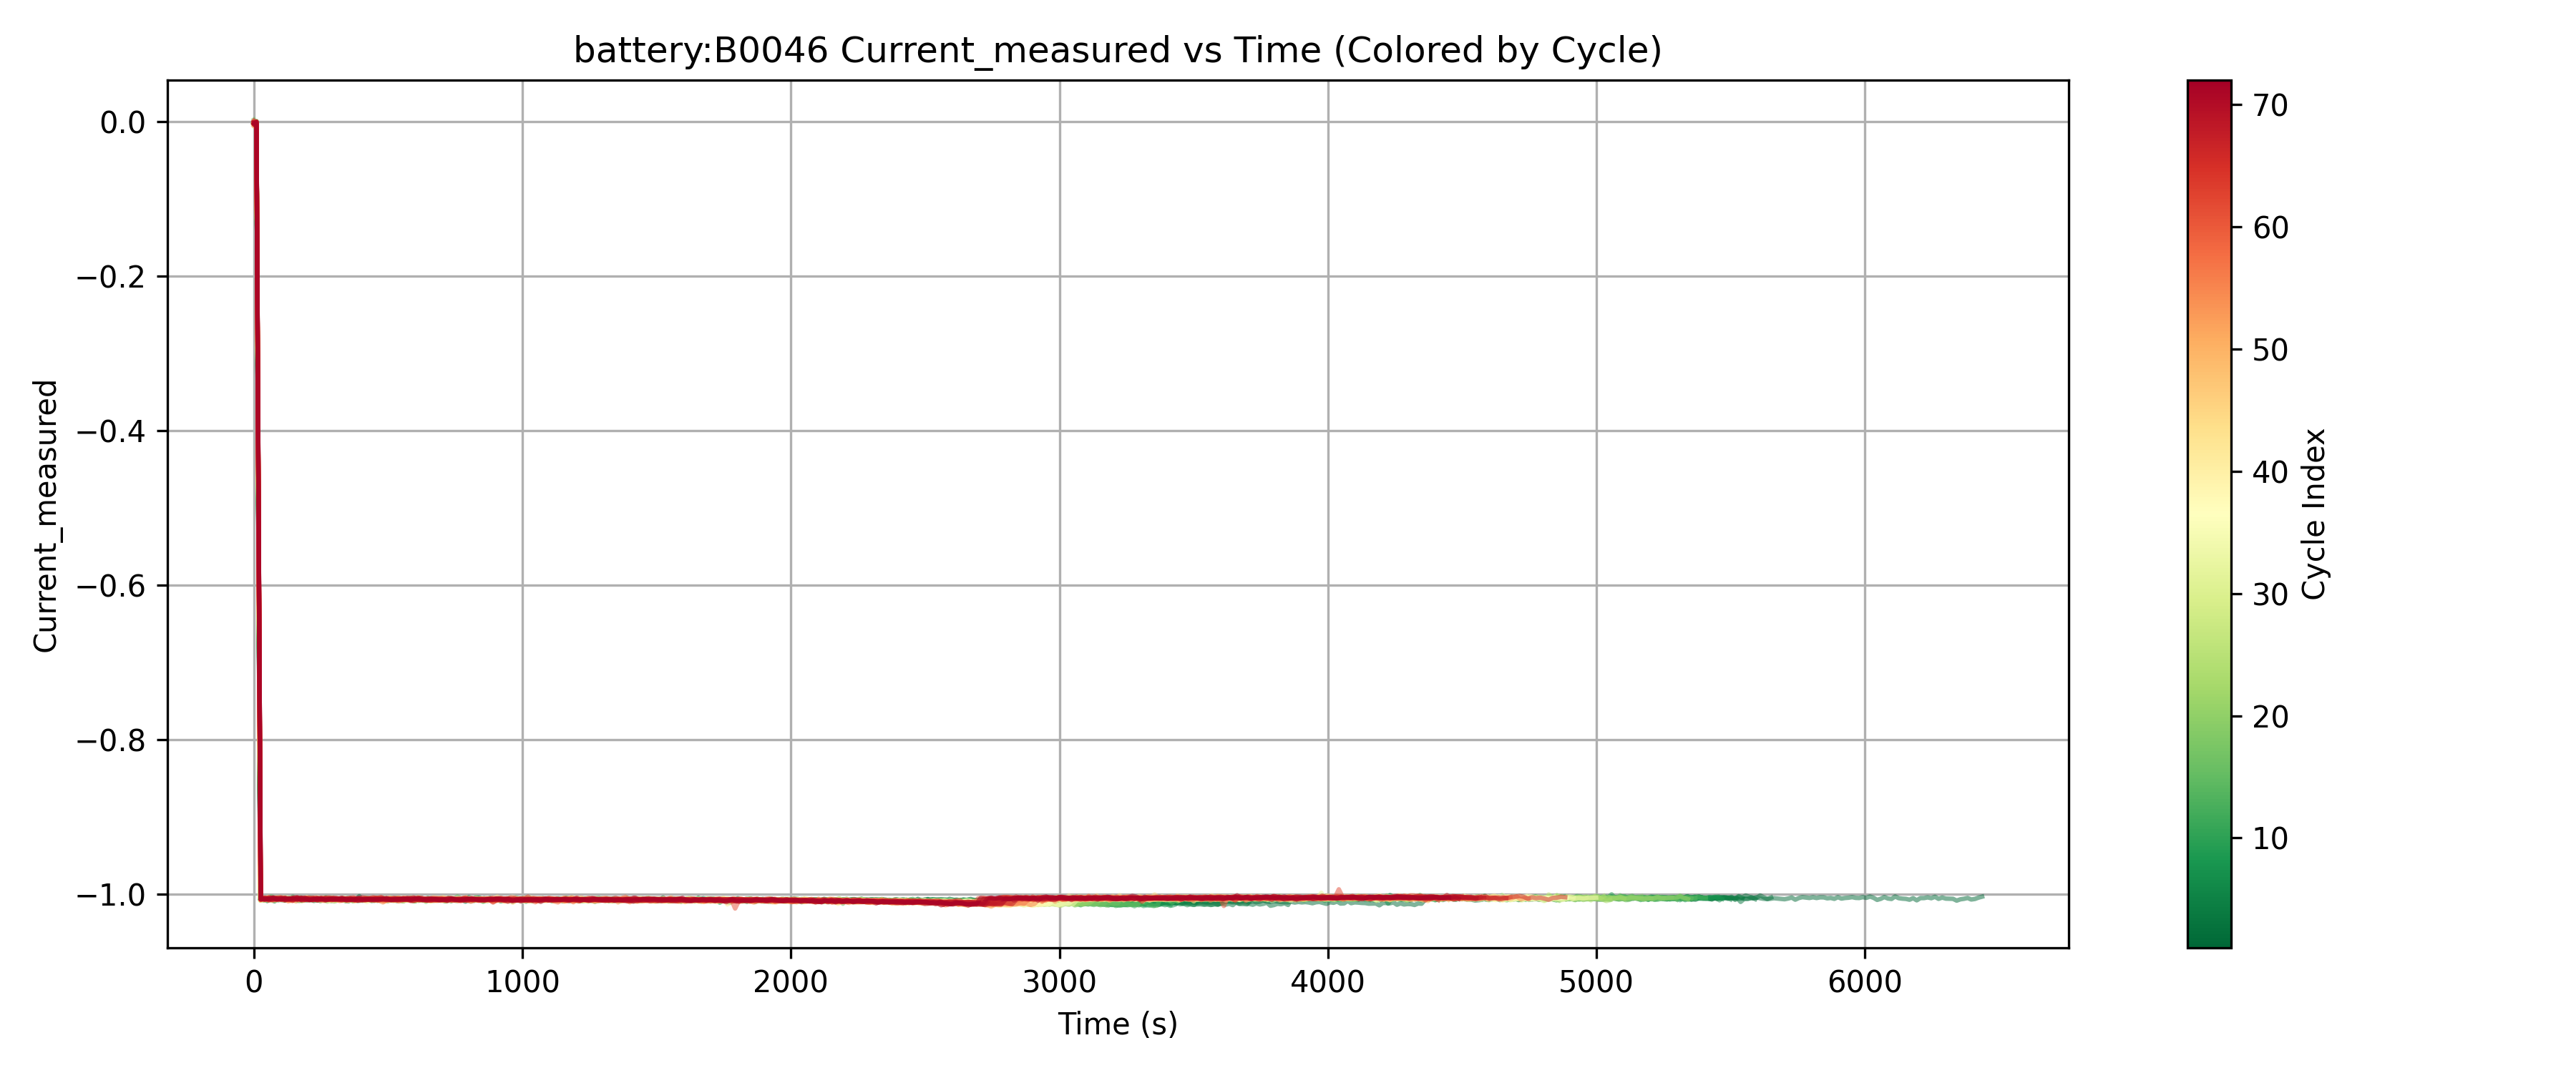 battery:B0046 Current_measured vs Time (Colored by Cycle)
Current_measured
0.0
−0.2
−0.4
−0.6
−0.8
−1.0
0 1000 2000 3000 4000 5000 6000
Time (s)
70
60
50
40
30
20
10
Cycle Index